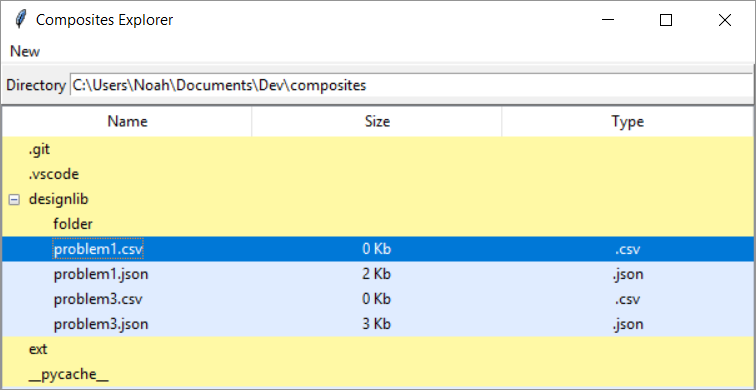 Composites Explorer
New
Directory C:\Users\Noah\Documents\Dev\composites
Name Size Type
.git
.vscode
designlib
folder
problem1.csv 0 Kb .csv
problem1.json 2 Kb .json
problem3.csv 0 Kb .csv
problem3.json 3 Kb .json
ext
__pycache__